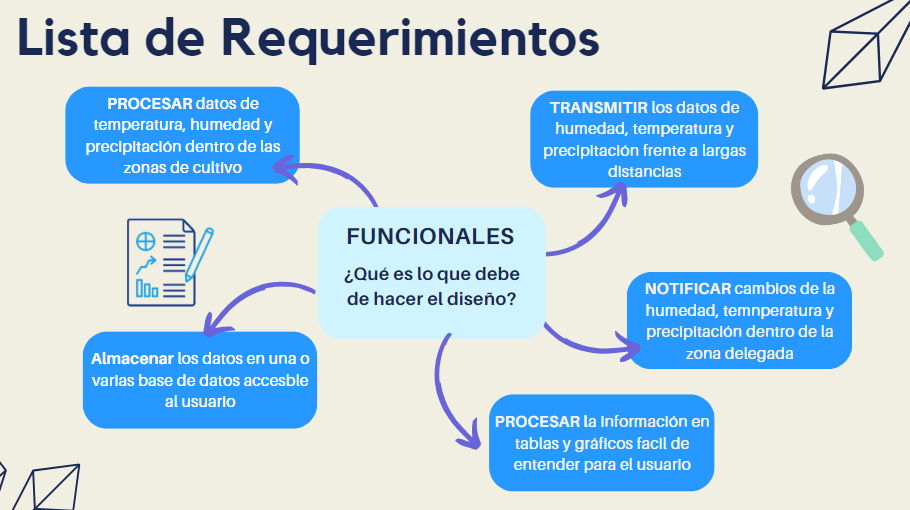 Lista de Requerimientos
PROCESAR datos de
temperatura, humedad y
precipitación dentro de las
zonas de cultivo
TRANSMITIR los datos de
humedad, temperatura y
precipitación frente a largas
distancias
FUNCIONALES
¿Qué es lo que debe
de hacer el diseño?
NOTIFICAR cambios de la
humedad, temnperatura y
precipitación dentro de la
zona delegada
Almacenar los datos en una o
varias base de datos accesble
al usuario
PROCESAR la información en
tablas y gráficos facil de
entender para el usuario